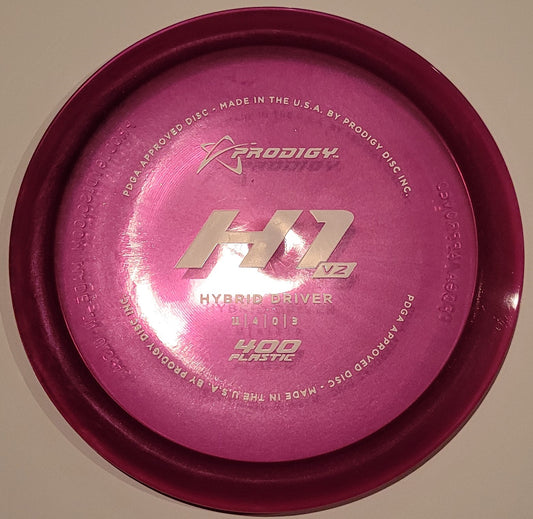 PDGA APPROVED DISC - MADE IN THE U.S.A. BY PRODIGY DISC INC.
PRODIGY
H1 V2
HYBRID DRIVER
11 | 4 | 0 | 3
400
PLASTIC
PDGA APPROVED DISC - MADE IN THE U.S.A. BY PRODIGY DISC INC.